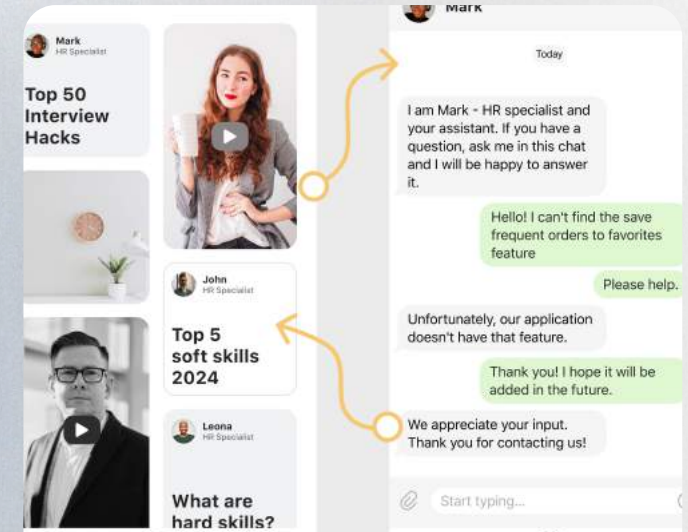 Mark
HR Specialist
Top 50
Interview
Hacks
John
HR Specialist
Top 5
soft skills
2024
Leona
HR Specialist
What are
hard skills?
Mark
Today
I am Mark - HR specialist and
your assistant. If you have a
question, ask me in this chat
and I will be happy to answer
it.
Hello! I can't find the save
frequent orders to favorites
feature
Please help.
Unfortunately, our application
doesn't have that feature.
Thank you! I hope it will be
added in the future.
We appreciate your input.
Thank you for contacting us!
Start typing...